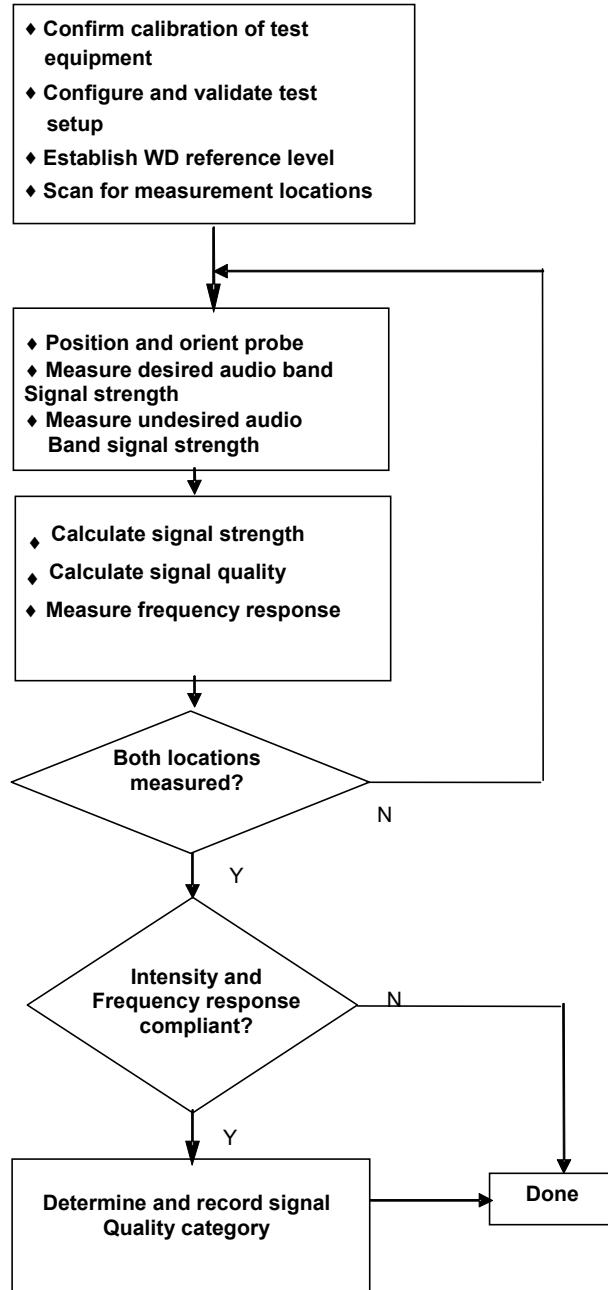 ♦ Confirm calibration of test
equipment
♦ Configure and validate test
setup
♦ Establish WD reference level
♦ Scan for measurement locations
♦ Position and orient probe
♦ Measure desired audio band
Signal strength
♦ Measure undesired audio
Band signal strength
♦ Calculate signal strength
♦ Calculate signal quality
♦ Measure frequency response
Both locations
measured?
N
Y
Intensity and
Frequency response
compliant?
N
Y
Determine and record signal
Quality category
Done